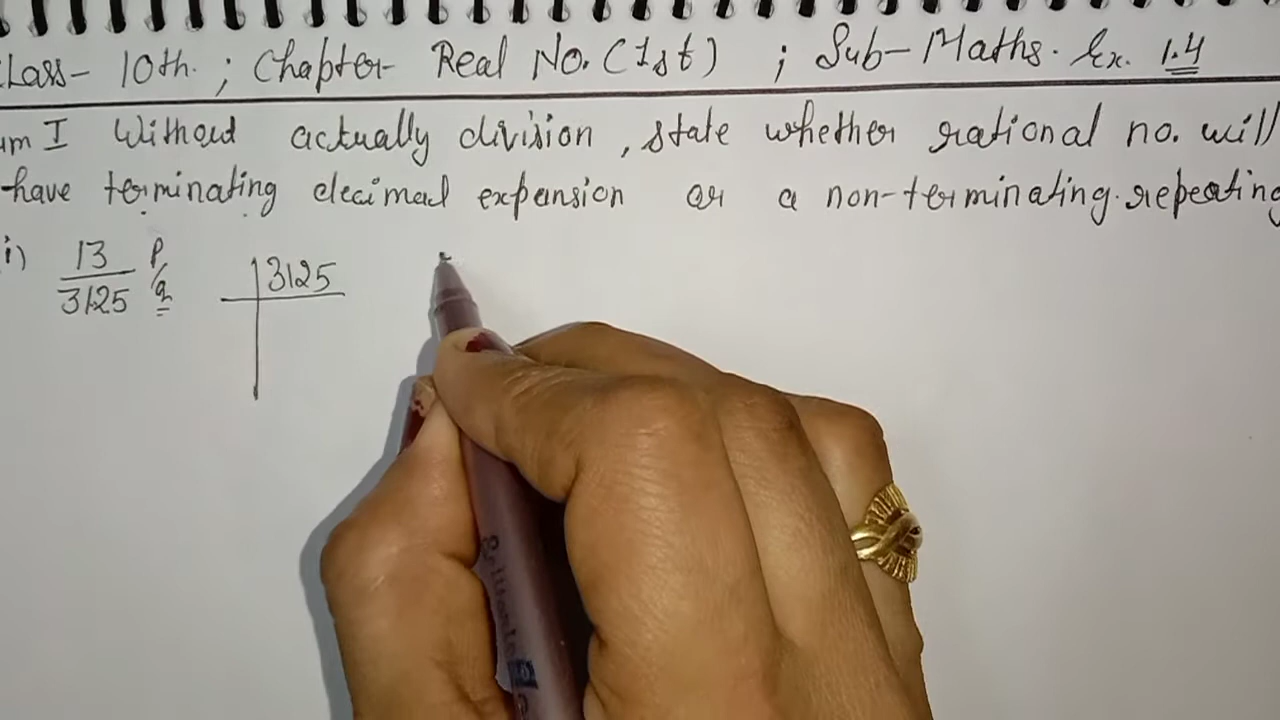 Class- 10th. ; Chapter- Real No. (1st) ; Sub- Maths. Ex. 1.4
I Without actually division, state whether rational no. will
have terminating decimal expansion or a non-terminating. repeating
i) 13/3125 P/q 3125